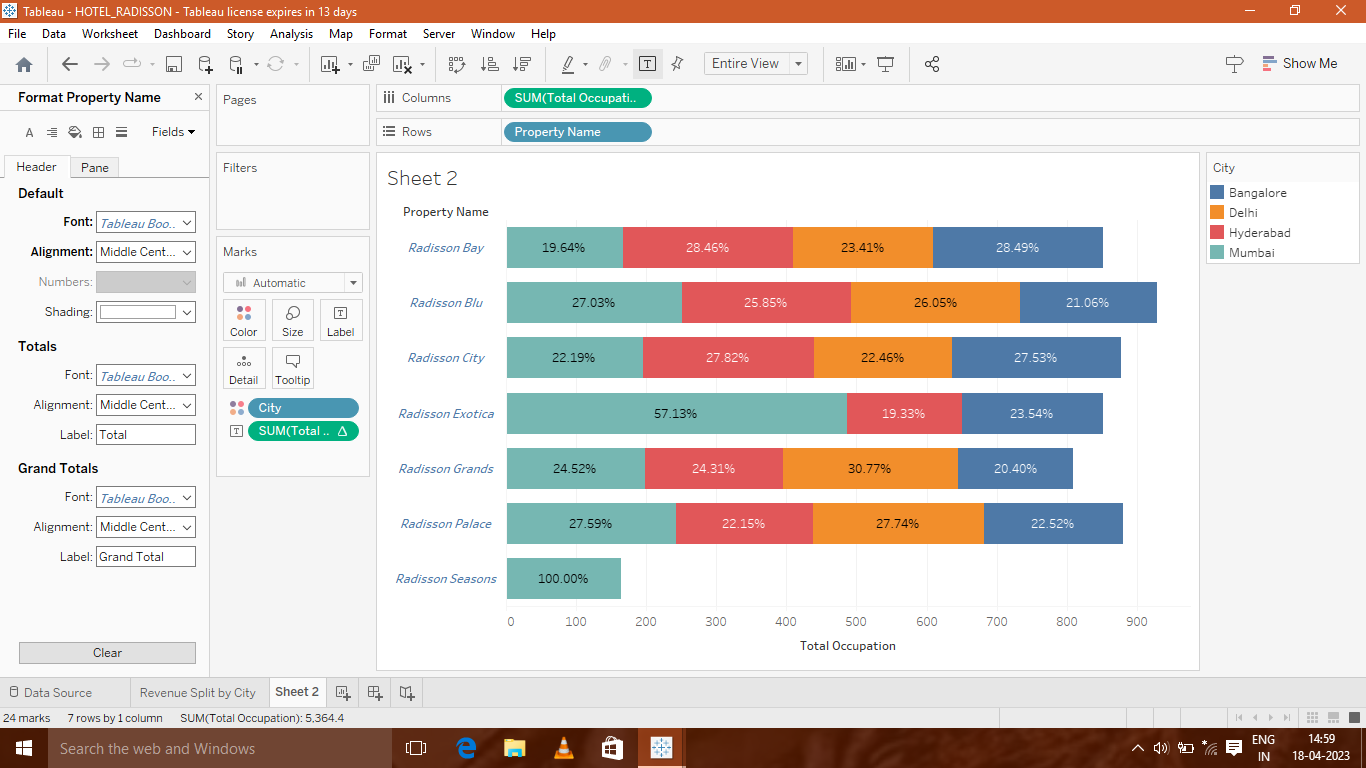 Tableau - HOTEL_RADISSON - Tableau license expires in 13 days
File Data Worksheet Dashboard Story Analysis Map Format Server Window Help
Entire View
Show Me
Format Property Name
Fields
Header Pane
Default
Font: Tableau Boo..
Alignment: Middle Cent...
Numbers:
Shading:
Totals
Font: Tableau Boo..
Alignment: Middle Cent...
Label: Total
Grand Totals
Font: Tableau Boo..
Alignment: Middle Cent...
Label: Grand Total
Clear
Pages
Filters
Marks
Automatic
Color Size Label
Detail Tooltip
City
SUM(Total ..
Columns SUM(Total Occupati..
Rows Property Name
Sheet 2
Property Name
Radisson Bay 19.64% 28.46% 23.41% 28.49%
Radisson Blu 27.03% 25.85% 26.05% 21.06%
Radisson City 22.19% 27.82% 22.46% 27.53%
Radisson Exotica 57.13% 19.33% 23.54%
Radisson Grands 24.52% 24.31% 30.77% 20.40%
Radisson Palace 27.59% 22.15% 27.74% 22.52%
Radisson Seasons 100.00%
0 100 200 300 400 500 600 700 800 900
Total Occupation
City
Bangalore
Delhi
Hyderabad
Mumbai
Data Source Revenue Split by City Sheet 2
24 marks 7 rows by 1 column SUM(Total Occupation): 5,364.4
Search the web and Windows
ENG
IN
14:59
18-04-2023